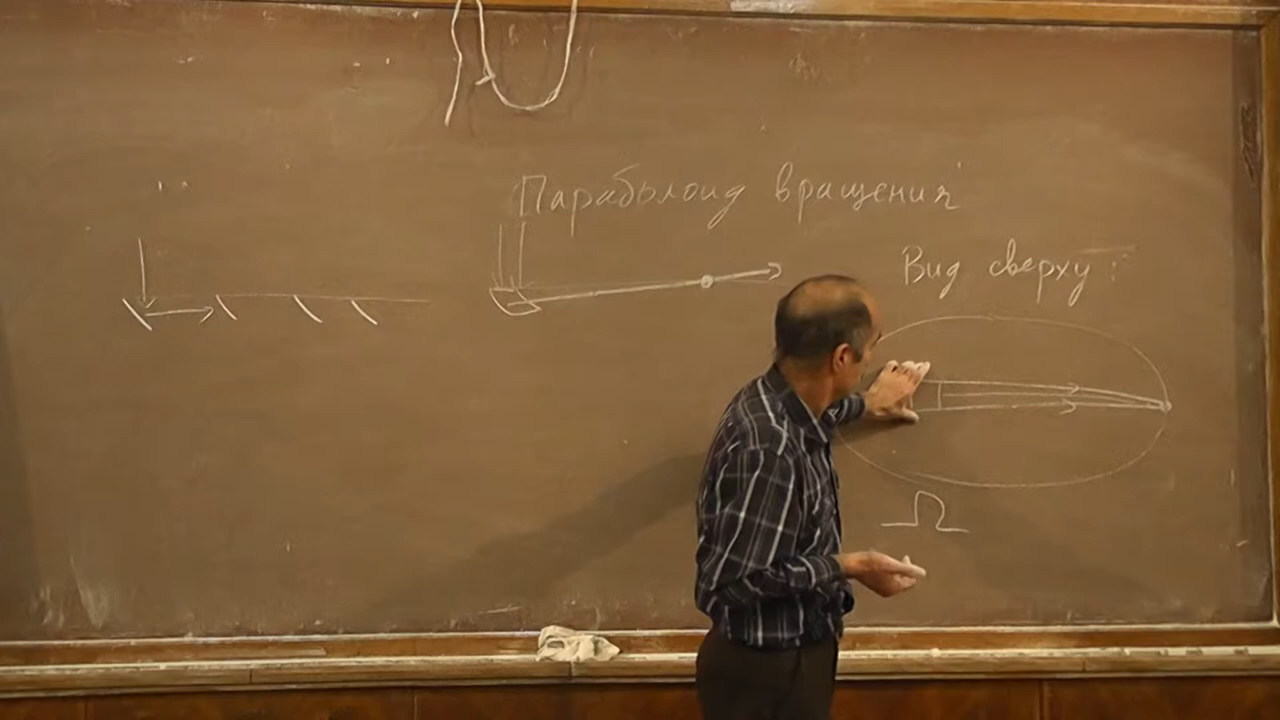 Параболоид вращения
Вид сверху: